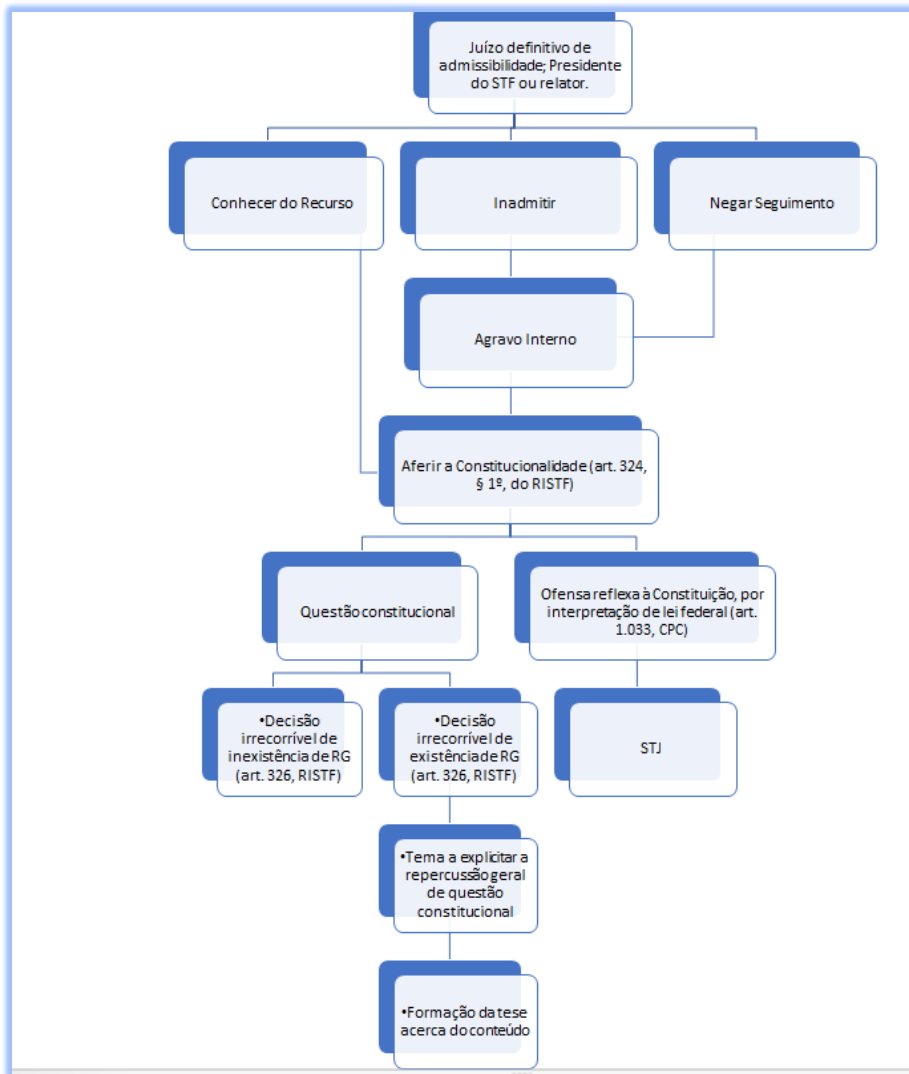 Juízo definitivo de
admissibilidade; Presidente
do STF ou relator.
Conhecer do Recurso
Inadmitir
Negar Seguimento
Agravo Interno
Aferir a Constitucionalidade (art. 324,
§ 1º, do RISTF)
Questão constitucional
Ofensa reflexa à Constituição, por
interpretação de lei federal (art.
1.033, CPC)
•Decisão
irrecorrível de
inexistência de RG
(art. 326, RISTF)
•Decisão
irrecorrível de
existência de RG
(art. 326, RISTF)
STJ
•Tema a explicitar a
repercussão geral
de questão
constitucional
•Formação da tese
acerca do conteúdo